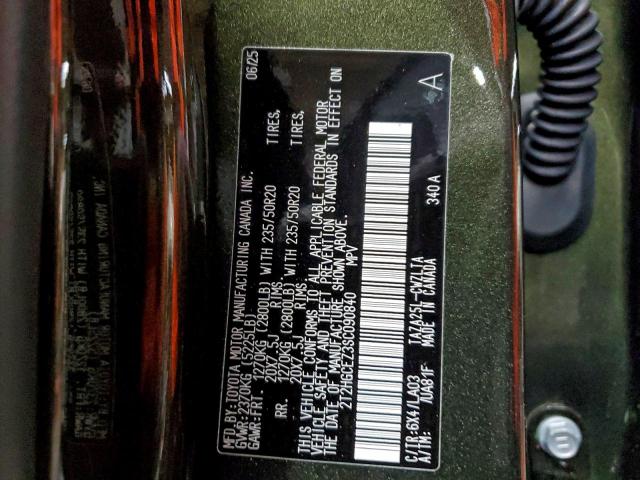 MFD.BY:TOYOTA MOTOR MANUFACTURING CANADA INC. 06/25
GVWR:2370KG (5225LB)
GAWR-FRT. 1270KG (2800LB) WITH 235/50R20 TIRES,
20X7.5J RIMS
RR. 1270KG (2800LB) WITH 235/50R20 TIRES,
20X7.5J RIMS
THIS VEHICLE CONFORMS TO ALL APPLICABLE FEDERAL MOTOR
VEHICLE SAFETY AND THEFT PREVENTION STANDARDS IN EFFECT ON
THE DATE OF MANUFACTURE SHOWN ABOVE.
2T2HGCEZ3SC090840 MPV
C/TR:6X4 LA03 TAZA25L-CWZLTA 340A
A/TM: UA81F MADE IN CANADA
A